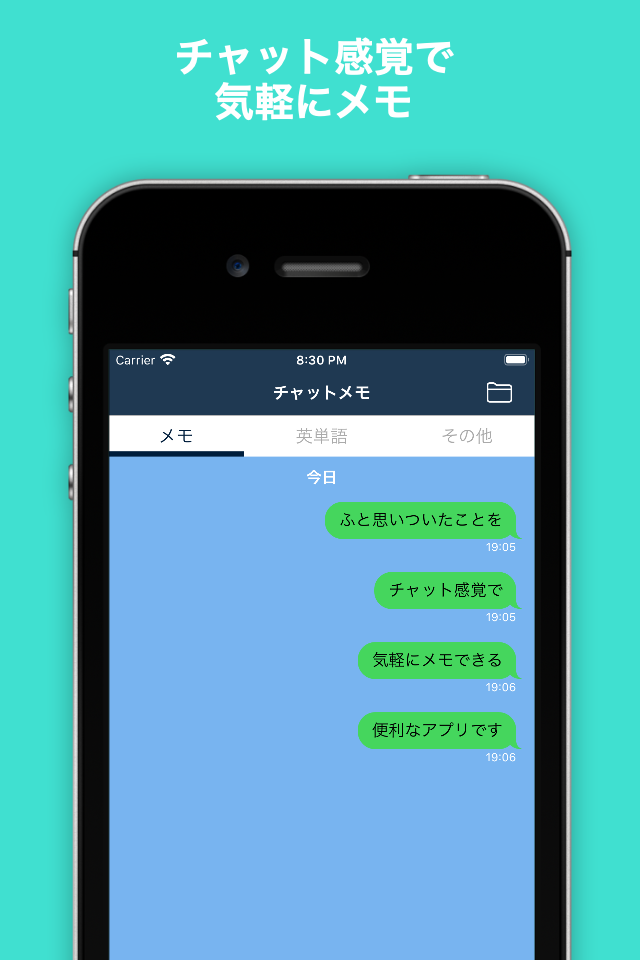 チャット感覚で
気軽にメモ
Carrier 8:30 PM
チャットメモ
メモ 英単語 その他
今日
ふと思いついたことを
19:05
チャット感覚で
19:05
気軽にメモできる
19:06
便利なアプリです
19:06